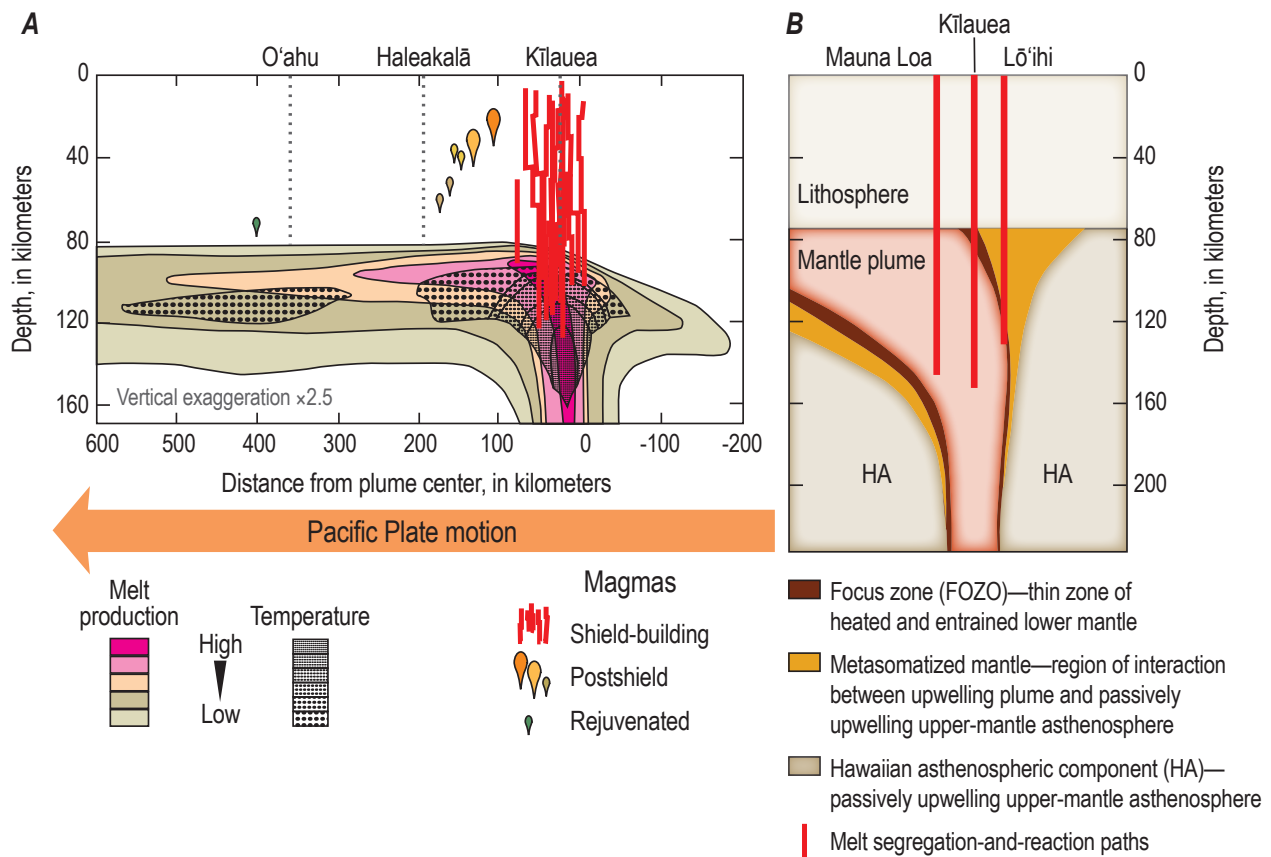 A
Oʻahu
Haleakalā
Kīlauea
0
40
80
120
160
Depth, in kilometers
Vertical exaggeration ×2.5
600
500
400
300
200
100
0
-100
-200
Distance from plume center, in kilometers
Pacific Plate motion
Melt
production
High
Low
Temperature
Magmas
Shield-building
Postshield
Rejuvenated
B
Kīlauea
Mauna Loa
Lōʻihi
0
40
80
120
160
200
Depth, in kilometers
Lithosphere
Mantle plume
HA
HA
Focus zone (FOZO)—thin zone of
heated and entrained lower mantle
Metasomatized mantle—region of interaction
between upwelling plume and passively
upwelling upper-mantle asthenosphere
Hawaiian asthenospheric component (HA)—
passively upwelling upper-mantle asthenosphere
Melt segregation-and-reaction paths